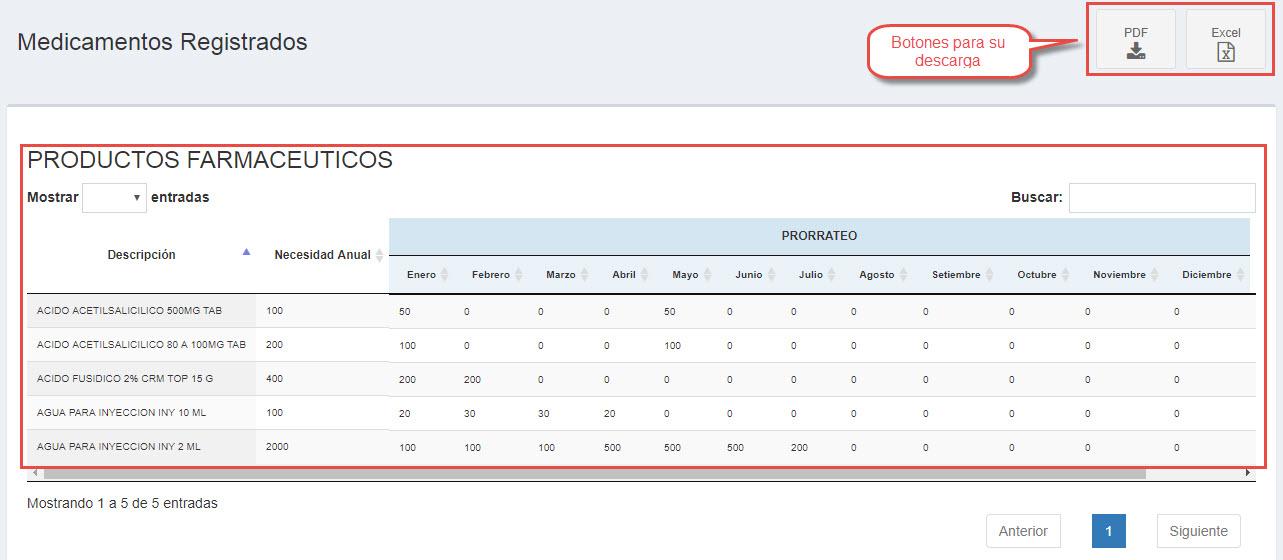 Medicamentos Registrados
Botones para su
descarga
PDF
Excel
PRODUCTOS FARMACEUTICOS
Mostrar entradas
Buscar:
Descripción Necesidad Anual PRORRATEO
Enero Febrero Marzo Abril Mayo Junio Julio Agosto Setiembre Octubre Noviembre Diciembre
ACIDO ACETILSALICILICO 500MG TAB 100 50 0 0 0 50 0 0 0 0 0 0 0
ACIDO ACETILSALICILICO 80 A 100MG TAB 200 100 0 0 0 100 0 0 0 0 0 0 0
ACIDO FUSIDICO 2% CRM TOP 15 G 400 200 200 0 0 0 0 0 0 0 0 0 0
AGUA PARA INYECCION INY 10 ML 100 20 30 30 20 0 0 0 0 0 0 0 0
AGUA PARA INYECCION INY 2 ML 2000 100 100 100 500 500 500 200 0 0 0 0 0
Mostrando 1 a 5 de 5 entradas
Anterior 1 Siguiente